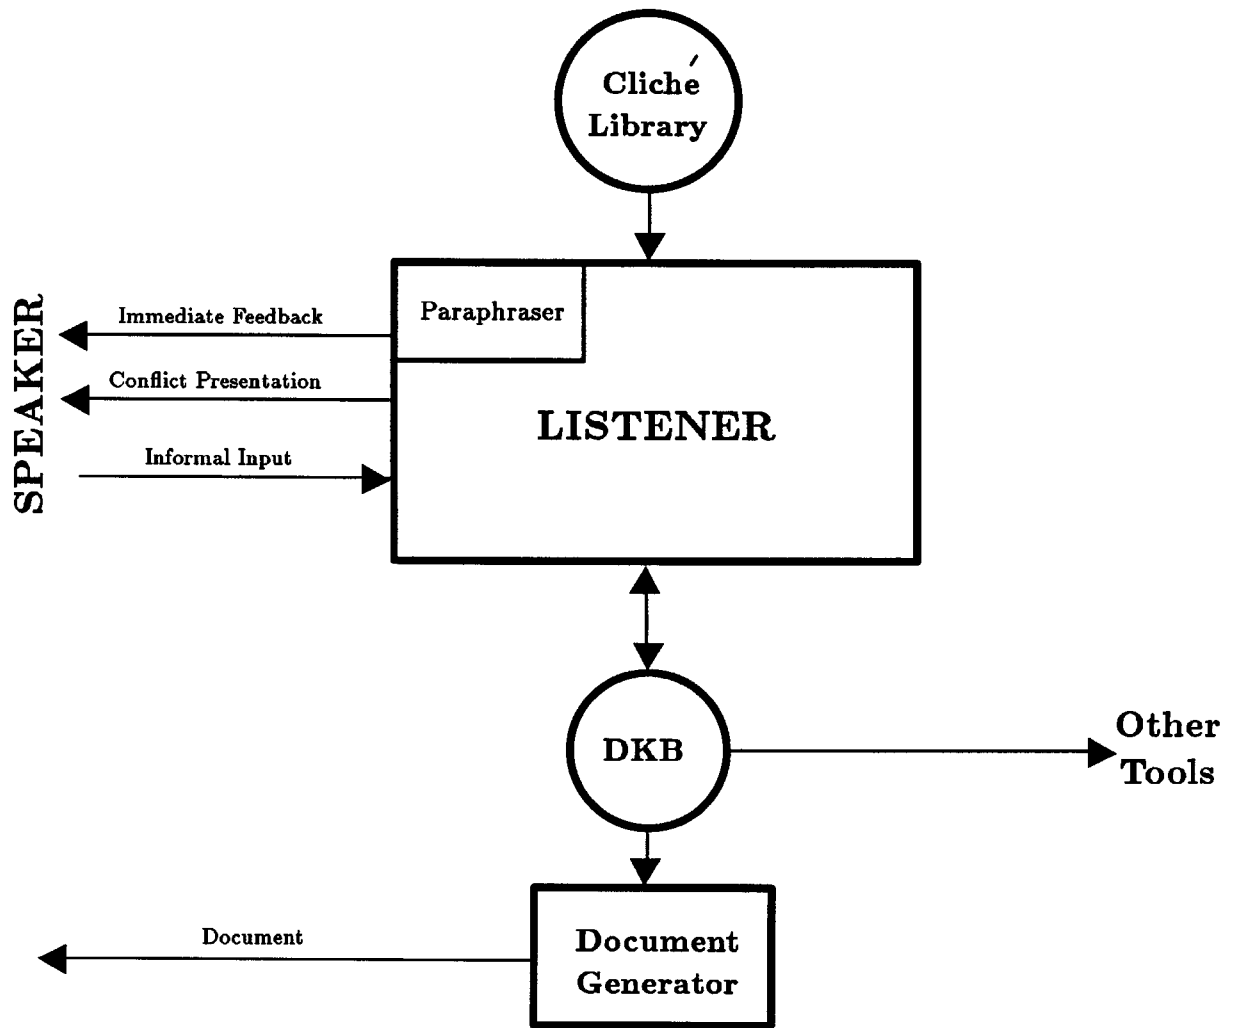 Cliché
Library
SPEAKER
Immediate Feedback
Paraphraser
Conflict Presentation
LISTENER
Informal Input
DKB
Other
Tools
Document
Document
Generator